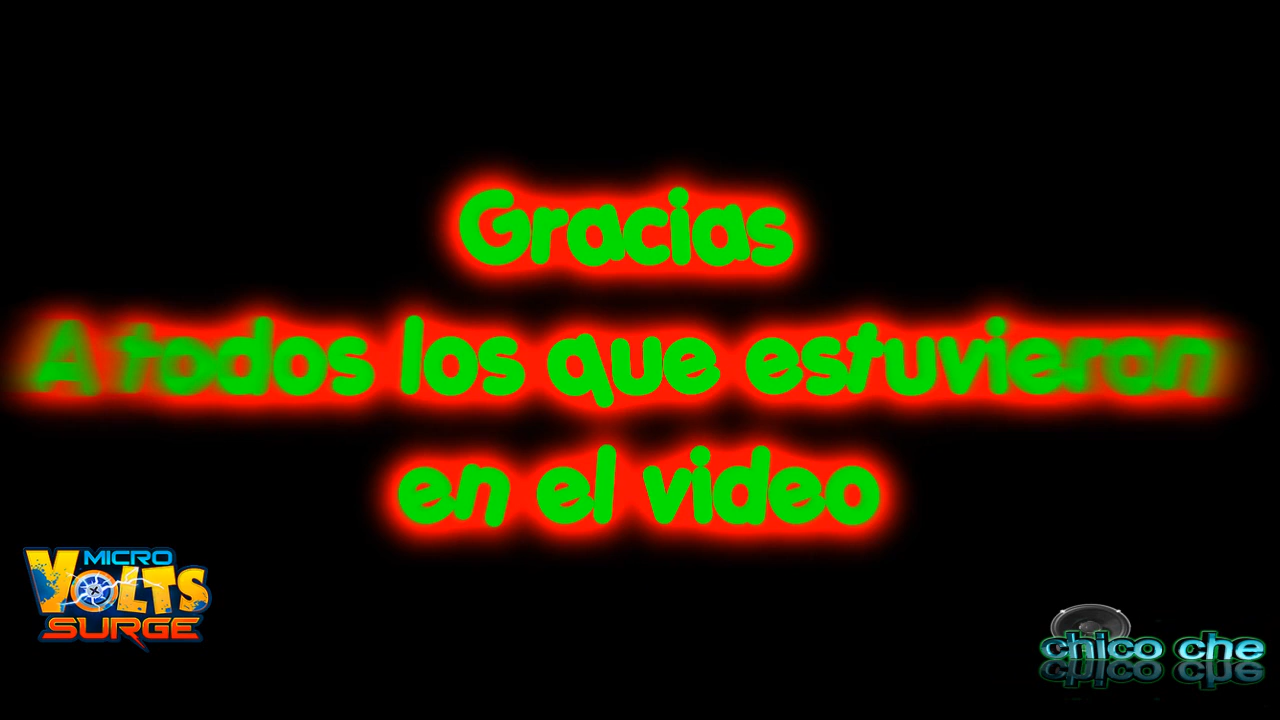 Gracias
A todos los que estuvieron
en el video
MICRO
VOLTS
SURGE
chico che